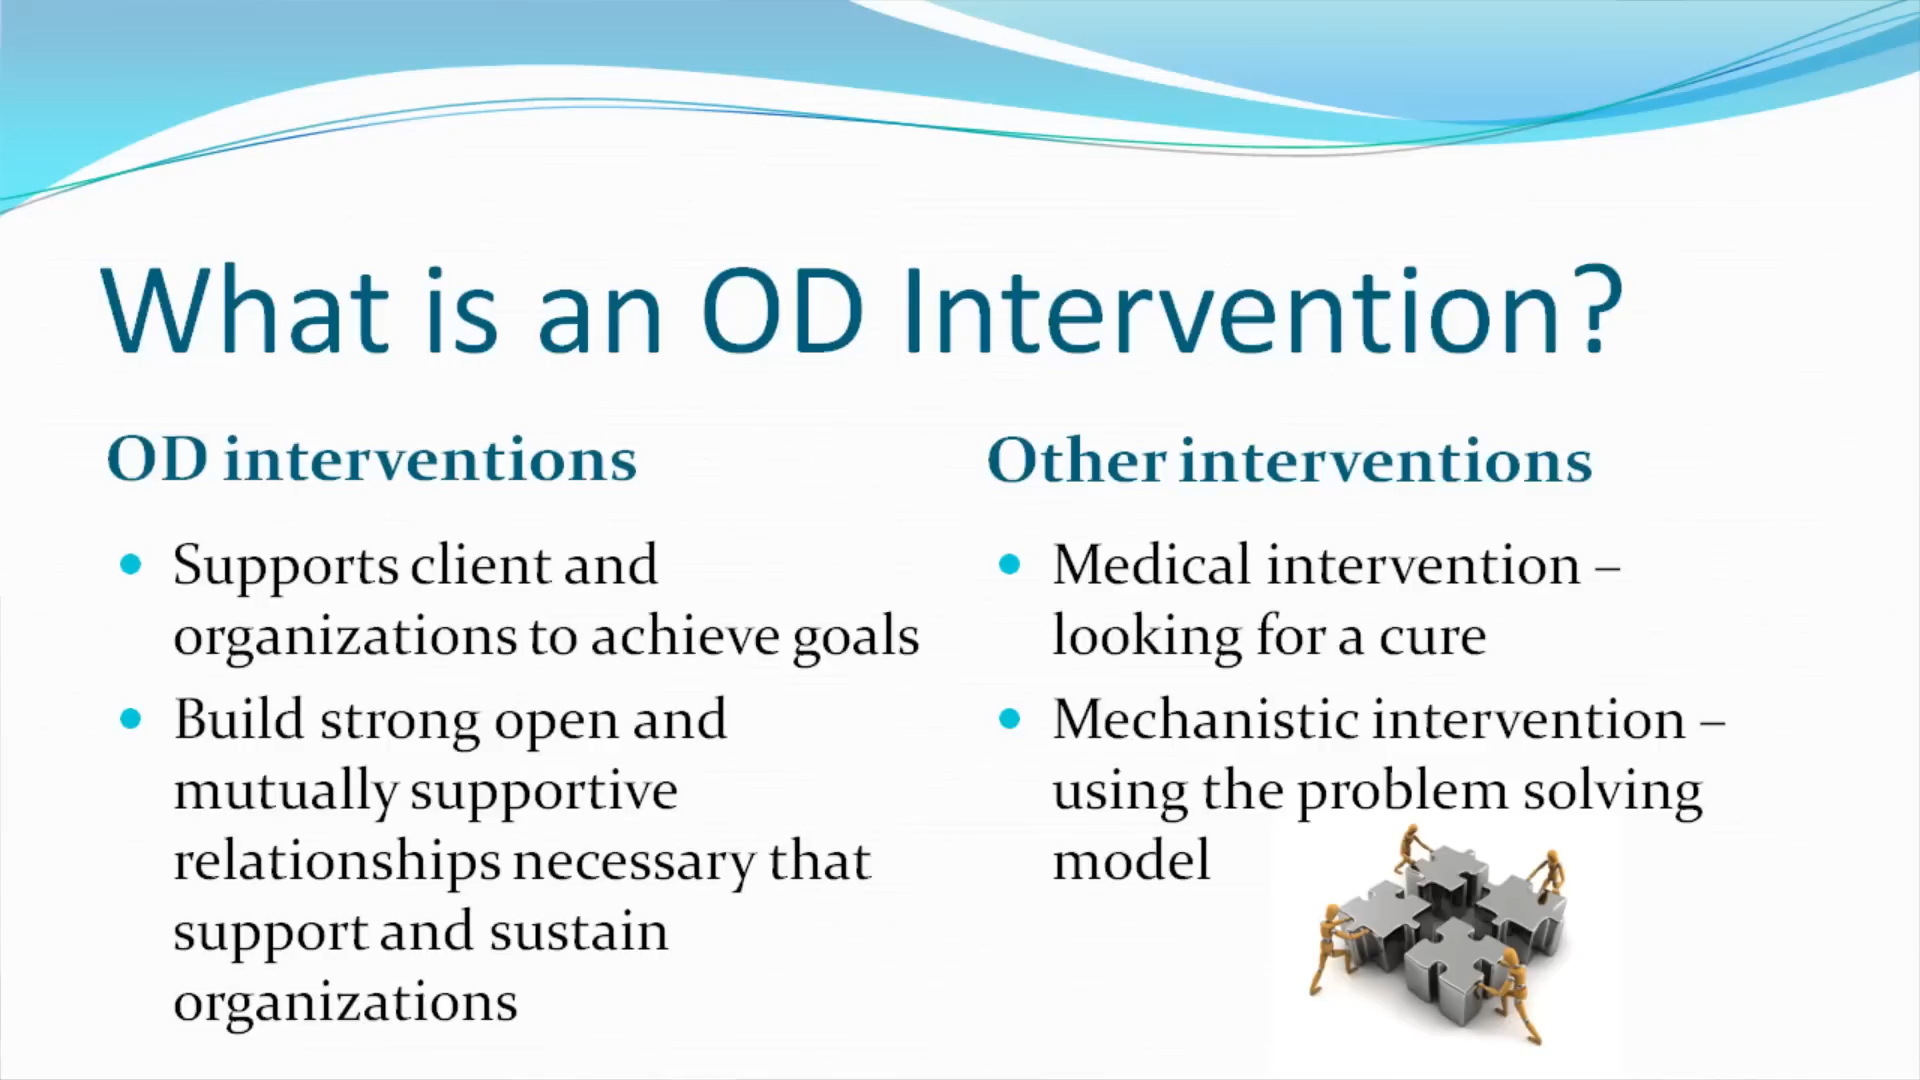 What is an OD Intervention?
OD interventions
Supports client and
organizations to achieve goals
Build strong open and
mutually supportive
relationships necessary that
support and sustain
organizations
Other interventions
Medical intervention –
looking for a cure
Mechanistic intervention –
using the problem solving
model